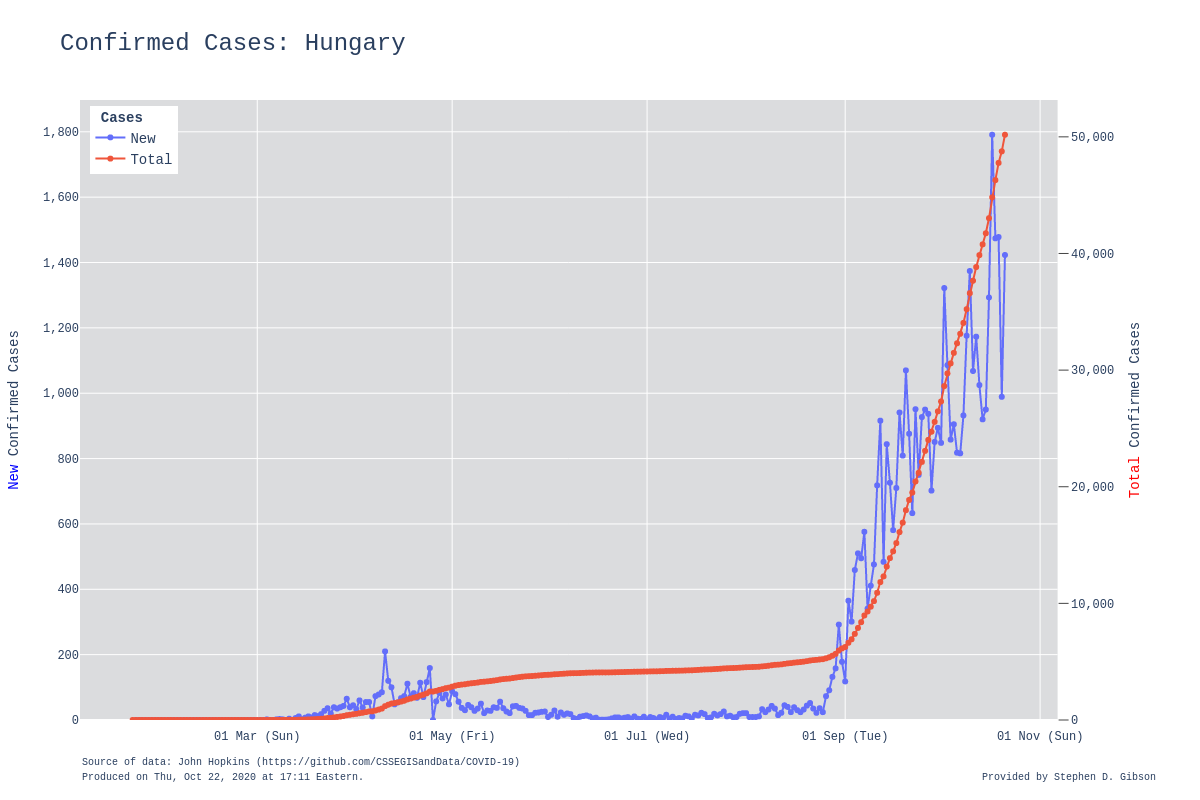 Confirmed Cases: Hungary
Cases
New
Total
1,800
1,600
1,400
1,200
1,000
800
600
400
200
0
New Confirmed Cases
50,000
40,000
30,000
20,000
10,000
0
Total Confirmed Cases
01 Mar (Sun)
01 May (Fri)
01 Jul (Wed)
01 Sep (Tue)
01 Nov (Sun)
Source of data: John Hopkins (https://github.com/CSSEGISandData/COVID-19)
Produced on Thu, Oct 22, 2020 at 17:11 Eastern.
Provided by Stephen D. Gibson